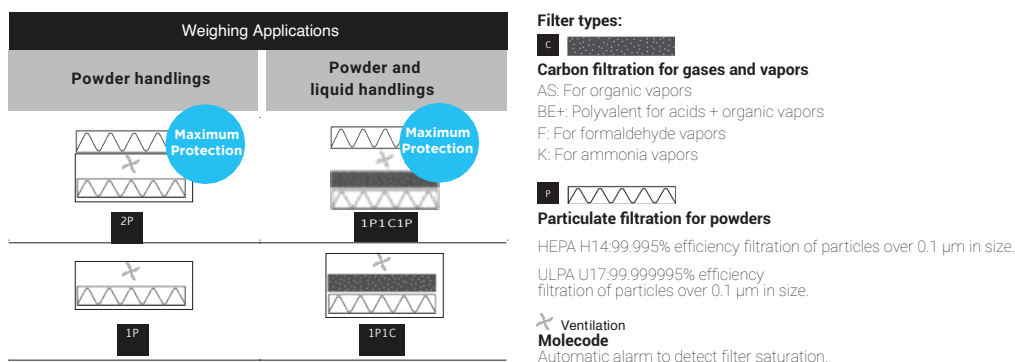 Weighing Applications
Powder handlings
Powder and
liquid handlings
Maximum
Protection
Maximum
Protection
2P
1P1C1P
1P
1P1C
Filter types:
C
Carbon filtration for gases and vapors
AS: For organic vapors
BE+: Polyvalent for acids + organic vapors
F: For formaldehyde vapors
K: For ammonia vapors
P
Particulate filtration for powders
HEPA H14:99.995% efficiency filtration of particles over 0.1 µm in size.
ULPA U17:99.999995% efficiency
filtration of particles over 0.1 µm in size.
Ventilation
Molecode
Automatic alarm to detect filter saturation.